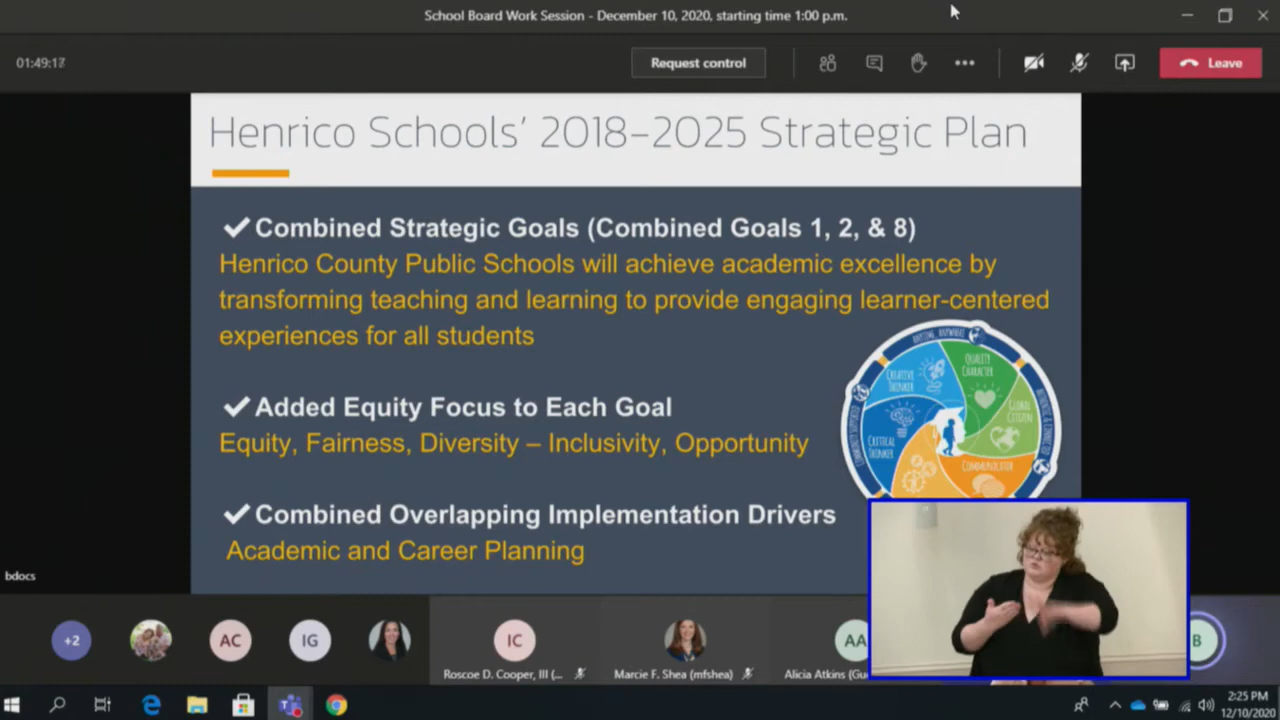 School Board Work Session - December 10, 2020, starting time 1:00 p.m.
Request control
Leave
Henrico Schools' 2018–2025 Strategic Plan
Combined Strategic Goals (Combined Goals 1, 2, & 8)
Henrico County Public Schools will achieve academic excellence by
transforming teaching and learning to provide engaging learner-centered
experiences for all students
ANYTIME, ANYWHERE
CREATIVE
THINKER
QUALITY
CHARACTER
GLOBAL
CITIZEN
CRITICAL
THINKER
COMMUNICATOR
Added Equity Focus to Each Goal
Equity, Fairness, Diversity – Inclusivity, Opportunity
Combined Overlapping Implementation Drivers
Academic and Career Planning
bdocs
+2
AC
IG
IC
AA
B
Roscoe D. Cooper, III (...
Marcie F. Shea (mfshea)
Alicia Atkins (Gu
2:25 PM
12/10/2020